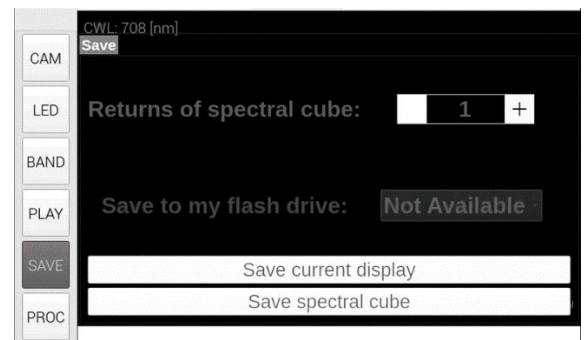 CWL: 708 [nm]
Save
CAM
LED
BAND
PLAY
SAVE
PROC
Returns of spectral cube:
1 +
Save to my flash drive: Not Available
Save current display
Save spectral cube